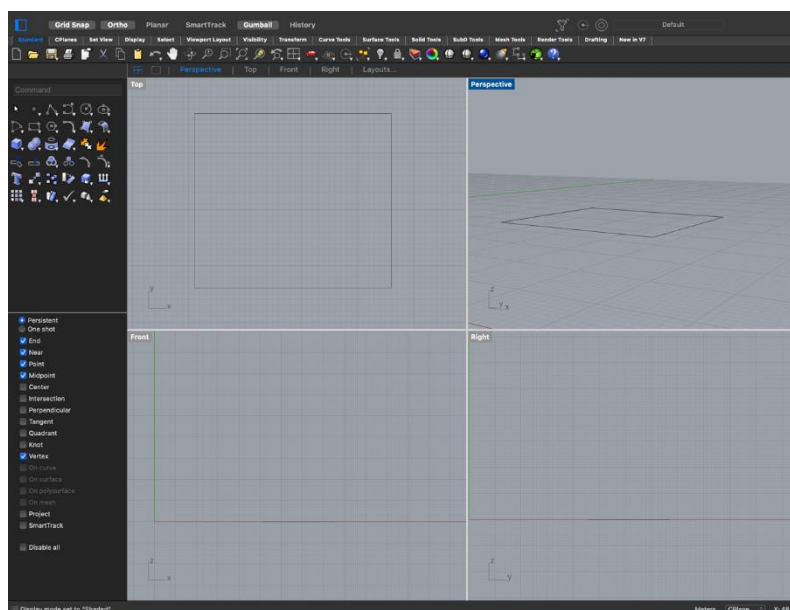 Grid Snap Ortho Planar SmartTrack Gumball History Default
Standard CPlanes Set View Display Select Viewport Layout Visibility Transform Curve Tools Surface Tools Solid Tools SubD Tools Mesh Tools Render Tools Drafting New in V7
Perspective Top Front Right Layouts...
Command
Top
Perspective
y
x
z
y x
Persistent
One shot
End
Near
Point
Midpoint
Center
Intersection
Perpendicular
Tangent
Quadrant
Knot
Vertex
On curve
On surface
On polysurface
On mesh
Project
SmartTrack
Disable all
Front
Right
z
x
z
y
Display mode set to "Shaded". Meters CPlane